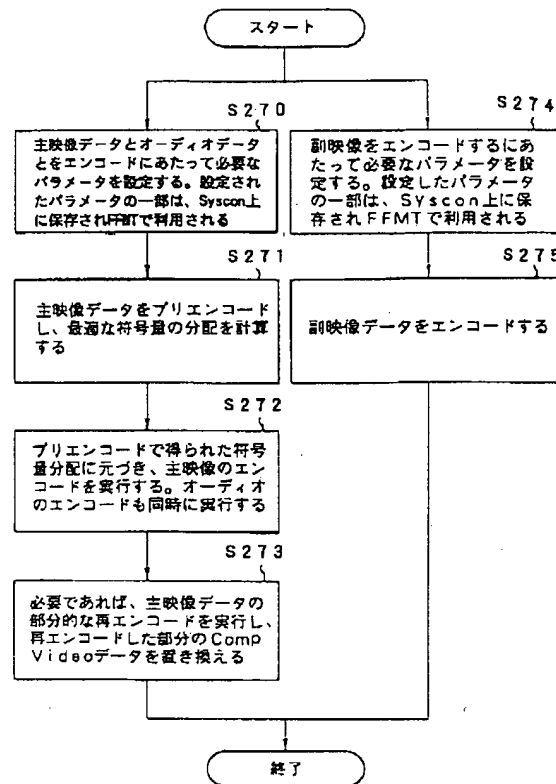 スタート
S270
主映像データとオーディオデータ
とをエンコードにあたって必要な
パラメータを設定する。設定され
たパラメータの一部は、Syscon上
に保存されFFMTで利用される
S271
主映像データをプリエンコード
し、最適な符号量の分配を計算
する
S272
プリエンコードで得られた符号
量分配に元づき、主映像のエン
コードを実行する。オーディオ
のエンコードも同時に実行する
S273
必要であれば、主映像データの
部分的な再エンコードを実行し、
再エンコードした部分のComp
Videoデータを置き換える
S274
副映像をエンコードするにあ
たって必要なパラメータを設
定する。設定したパラメータ
の一部は、Syscon上に保
存されFFMTで利用される
S275
副映像データをエンコードする
終了